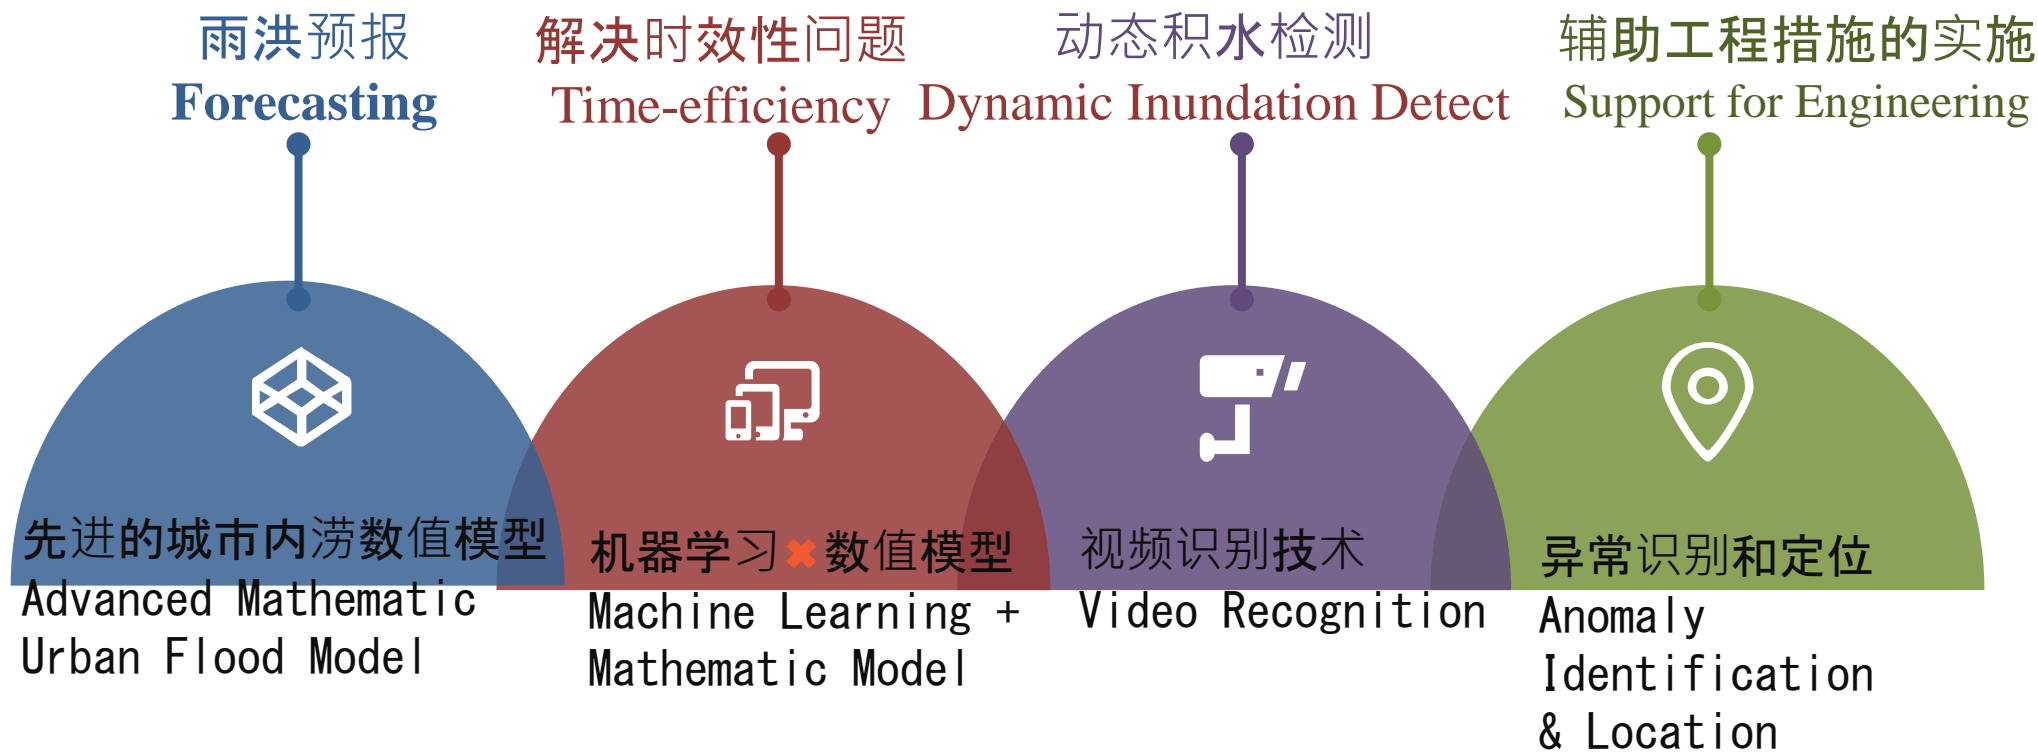 雨洪预报
Forecasting
解决时效性问题
Time-efficiency
动态积水检测
Dynamic Inundation Detect
辅助工程措施的实施
Support for Engineering
先进的城市内涝数值模型
Advanced Mathematic
Urban Flood Model
机器学习✖数值模型
Machine Learning +
Mathematic Model
视频识别技术
Video Recognition
异常识别和定位
Anomaly
Identification
& Location